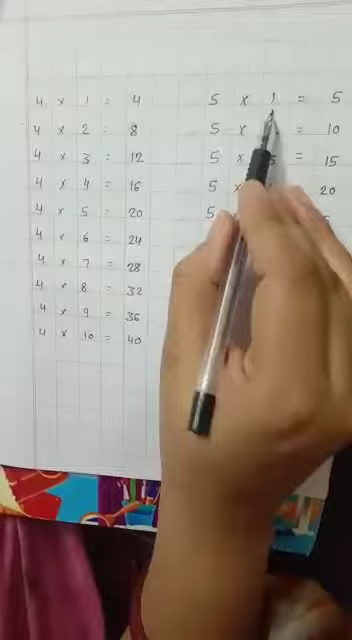 4 x 1 = 4
4 x 2 = 8
4 x 3 = 12
4 x 4 = 16
4 x 5 = 20
4 x 6 = 24
4 x 7 = 28
4 x 8 = 32
4 x 9 = 36
4 x 10 = 40
5 x 1 = 5
5 x = 10
5 x = 15
5 20
5